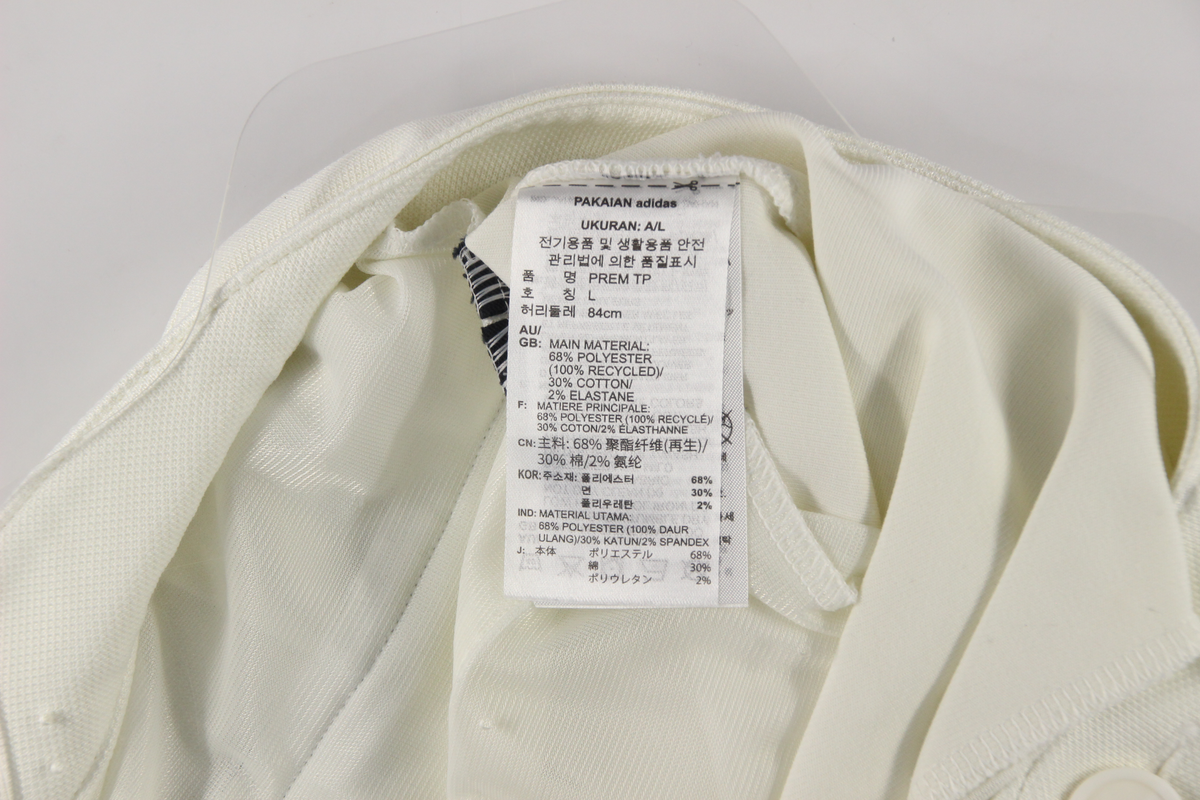 PAKAIAN adidas
UKURAN: A/L
전기용품 및 생활용품 안전
관리법에 의한 품질표시
품 명 PREM TP
호 칭 L
허리둘레 84cm
AU/
GB: MAIN MATERIAL:
68% POLYESTER
(100% RECYCLED)/
30% COTTON/
2% ELASTANE
F: MATIERE PRINCIPALE:
68% POLYESTER (100% RECYCLÉ)/
30% COTON/2% ÉLASTHANNE
CN: 主料: 68% 聚酯纤维(再生)/
30% 棉/2% 氨纶
KOR: 주소재: 폴리에스터 68%
면 30%
폴리우레탄 2%
IND: MATERIAL UTAMA:
68% POLYESTER (100% DAUR
ULANG)/30% KATUN/2% SPANDEX
J: 本体 ポリエステル 68%
綿 30%
ポリウレタン 2%